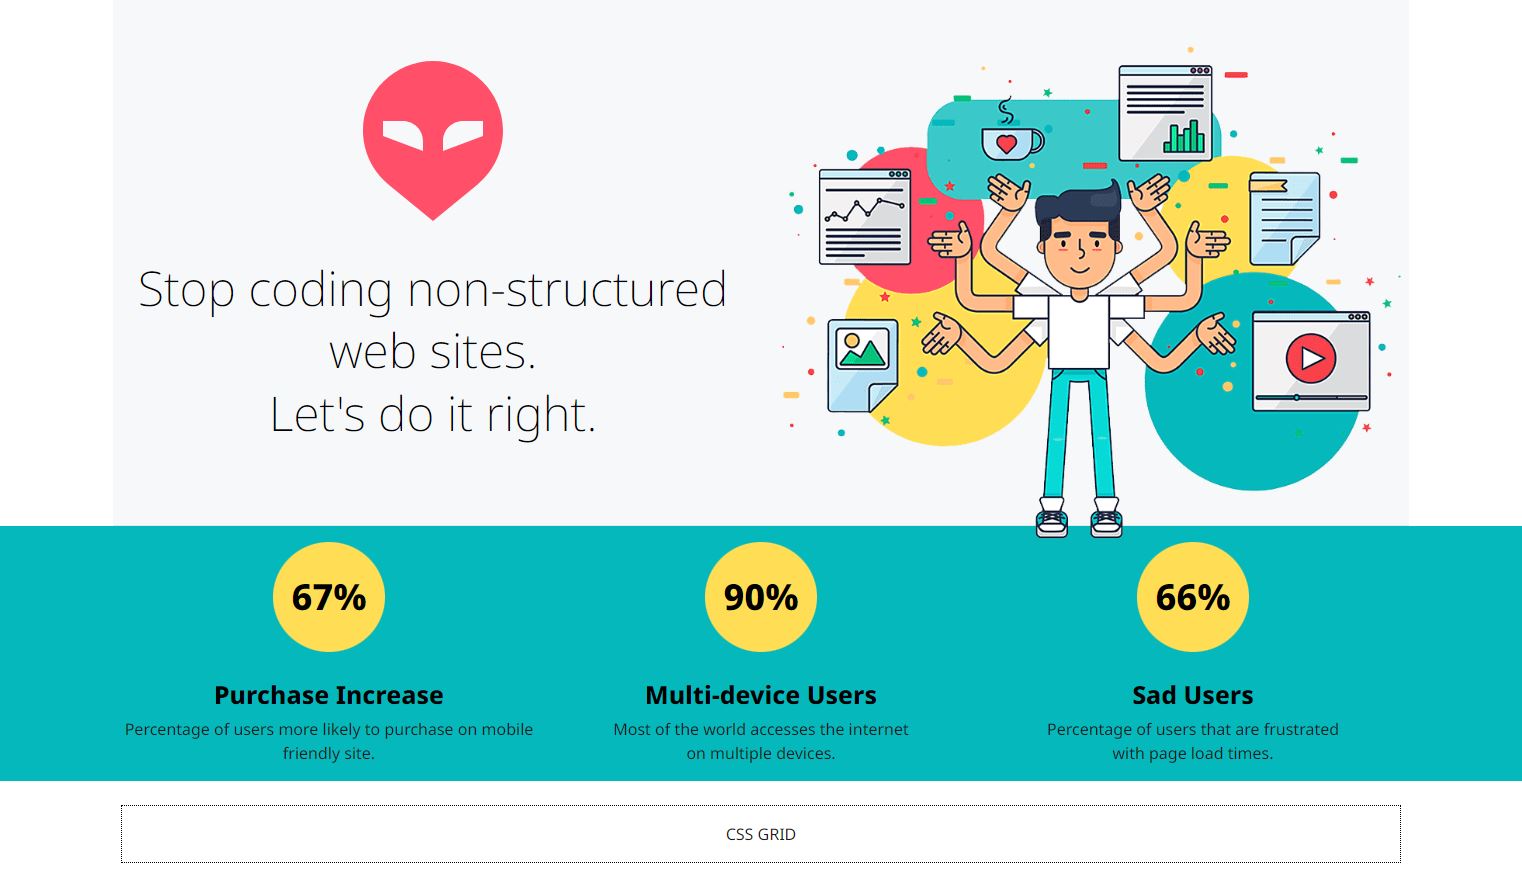 Stop coding non-structured
web sites.
Let's do it right.
67%
90%
66%
Purchase Increase
Multi-device Users
Sad Users
Percentage of users more likely to purchase on mobile
friendly site.
Most of the world accesses the internet
on multiple devices.
Percentage of users that are frustrated
with page load times.
CSS GRID